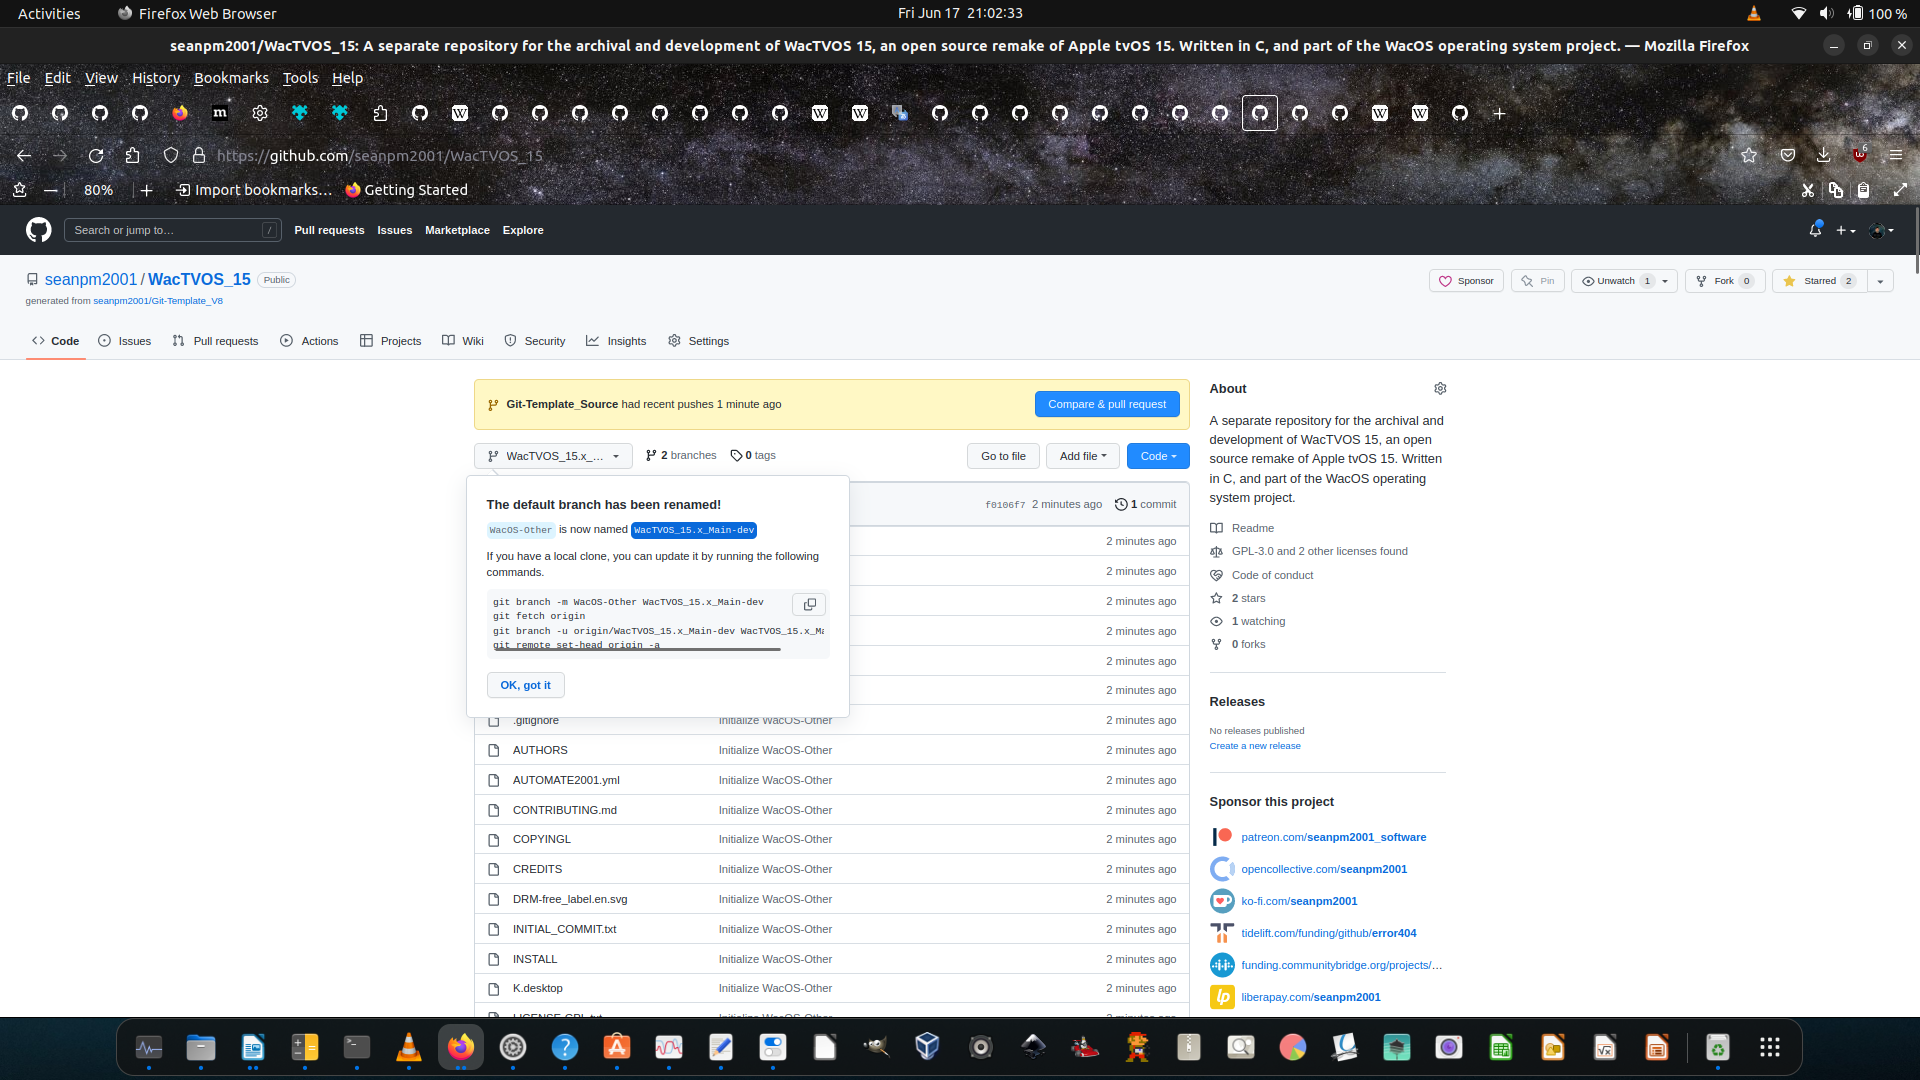 Activities
Firefox Web Browser
Fri Jun 17 21:02:33
100 %
seanpm2001/WacTVOS_15: A separate repository for the archival and development of WacTVOS 15, an open source remake of Apple tvOS 15. Written in C, and part of the WacOS operating system project. — Mozilla Firefox
File Edit View History Bookmarks Tools Help
https://github.com/seanpm2001/WacTVOS_15
6
80%
Import bookmarks…
Getting Started
Search or jump to…
/
Pull requests
Issues
Marketplace
Explore
seanpm2001 / WacTVOS_15
Public
Sponsor
Pin
Unwatch 1
Fork 0
Starred 2
generated from seanpm2001/Git-Template_V8
Code
Issues
Pull requests
Actions
Projects
Wiki
Security
Insights
Settings
Git-Template_Source had recent pushes 1 minute ago
Compare & pull request
WacTVOS_15.x_...
2 branches
0 tags
Go to file
Add file
Code
The default branch has been renamed!
WacOS-Other is now named WacTVOS_15.x_Main-dev
If you have a local clone, you can update it by running the following
commands.
git branch -m WacOS-Other WacTVOS_15.x_Main-dev
git fetch origin
git branch -u origin/WacTVOS_15.x_Main-dev WacTVOS_15.x_Ma
git remote set-head origin -a
OK, got it
f0106f7 2 minutes ago
1 commit
2 minutes ago
2 minutes ago
2 minutes ago
2 minutes ago
2 minutes ago
2 minutes ago
.gitignore Initialize WacOS-Other 2 minutes ago
AUTHORS Initialize WacOS-Other 2 minutes ago
AUTOMATE2001.yml Initialize WacOS-Other 2 minutes ago
CONTRIBUTING.md Initialize WacOS-Other 2 minutes ago
COPYINGL Initialize WacOS-Other 2 minutes ago
CREDITS Initialize WacOS-Other 2 minutes ago
DRM-free_label.en.svg Initialize WacOS-Other 2 minutes ago
INITIAL_COMMIT.txt Initialize WacOS-Other 2 minutes ago
INSTALL Initialize WacOS-Other 2 minutes ago
K.desktop Initialize WacOS-Other 2 minutes ago
LICENSE-GPL.txt Initialize WacOS-Other 2 minutes ago
About
A separate repository for the archival and
development of WacTVOS 15, an open
source remake of Apple tvOS 15. Written
in C, and part of the WacOS operating
system project.
Readme
GPL-3.0 and 2 other licenses found
Code of conduct
2 stars
1 watching
0 forks
Releases
No releases published
Create a new release
Sponsor this project
patreon.com/seanpm2001_software
opencollective.com/seanpm2001
ko-fi.com/seanpm2001
tidelift.com/funding/github/error404
funding.communitybridge.org/projects/…
lp
liberapay.com/seanpm2001